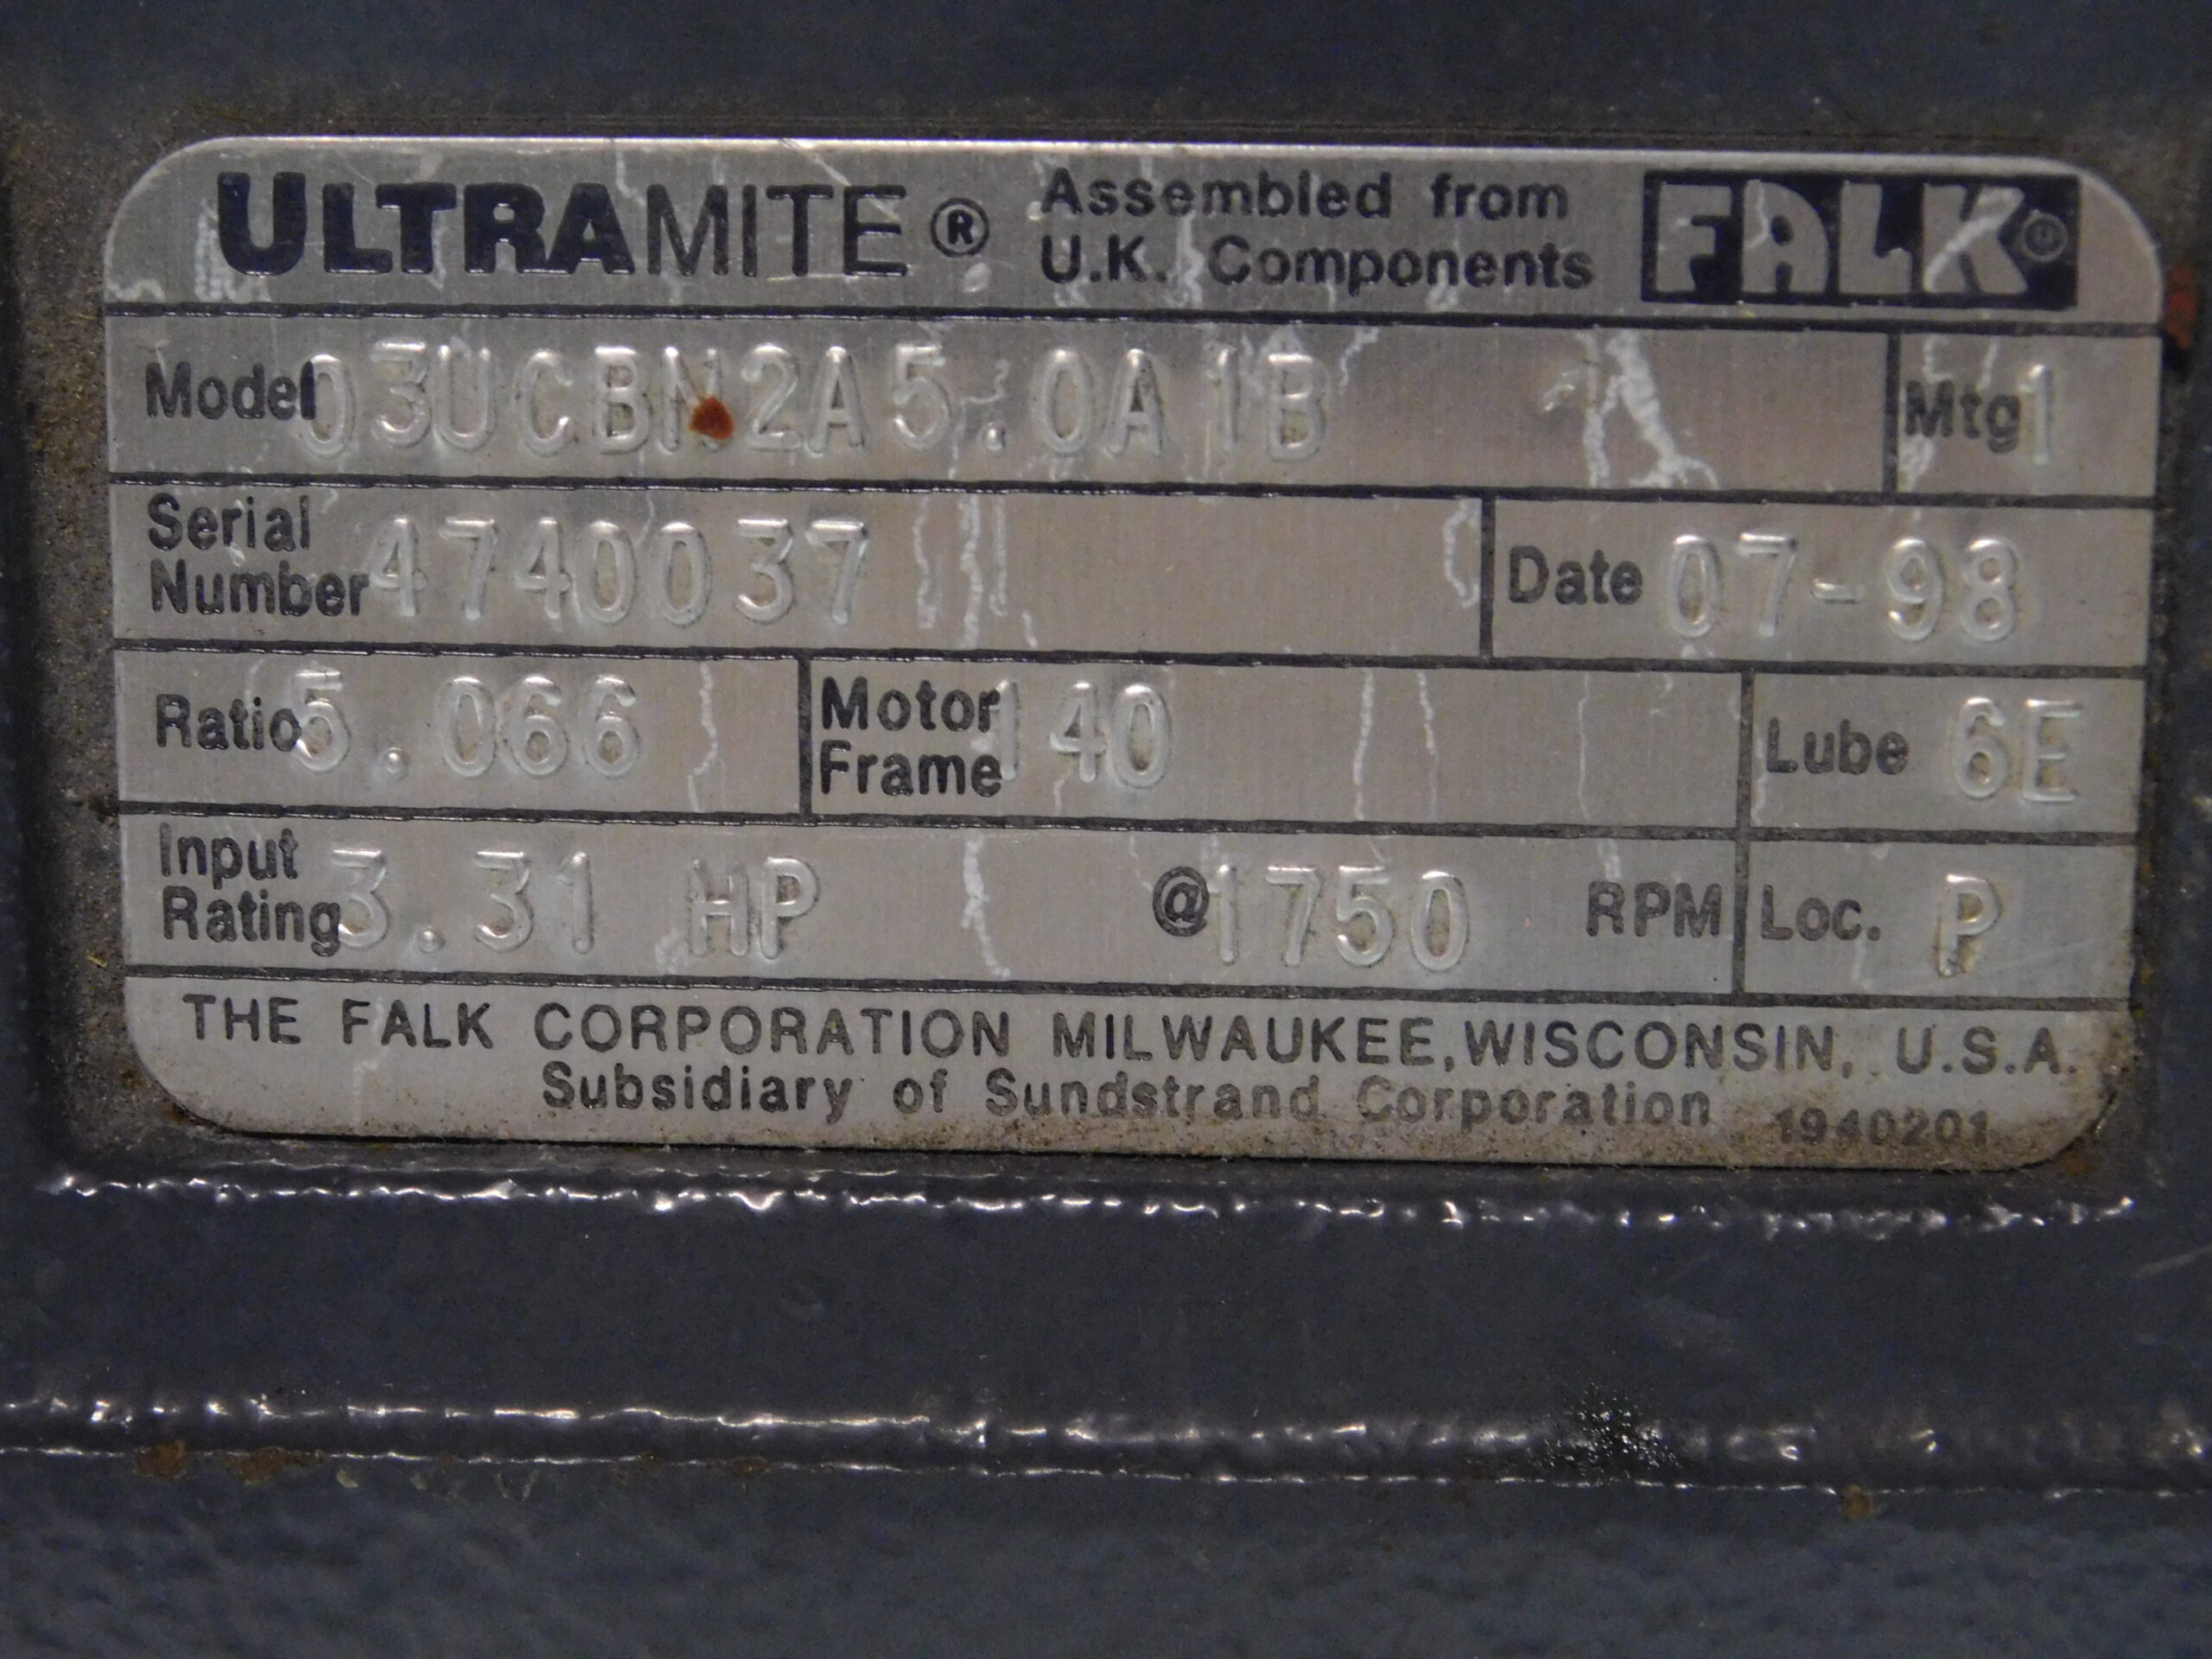 ULTRAMITE® Assembled from U.K. Components FALK®
Model 03UCBN2A5.0A1B Mtg 1
Serial Number 4740037 Date 07-98
Ratio 5.066 Motor Frame 140 Lube 6E
Input Rating 3.31 HP @ 1750 RPM Loc. P
THE FALK CORPORATION MILWAUKEE, WISCONSIN, U.S.A.
Subsidiary of Sundstrand Corporation 1940201